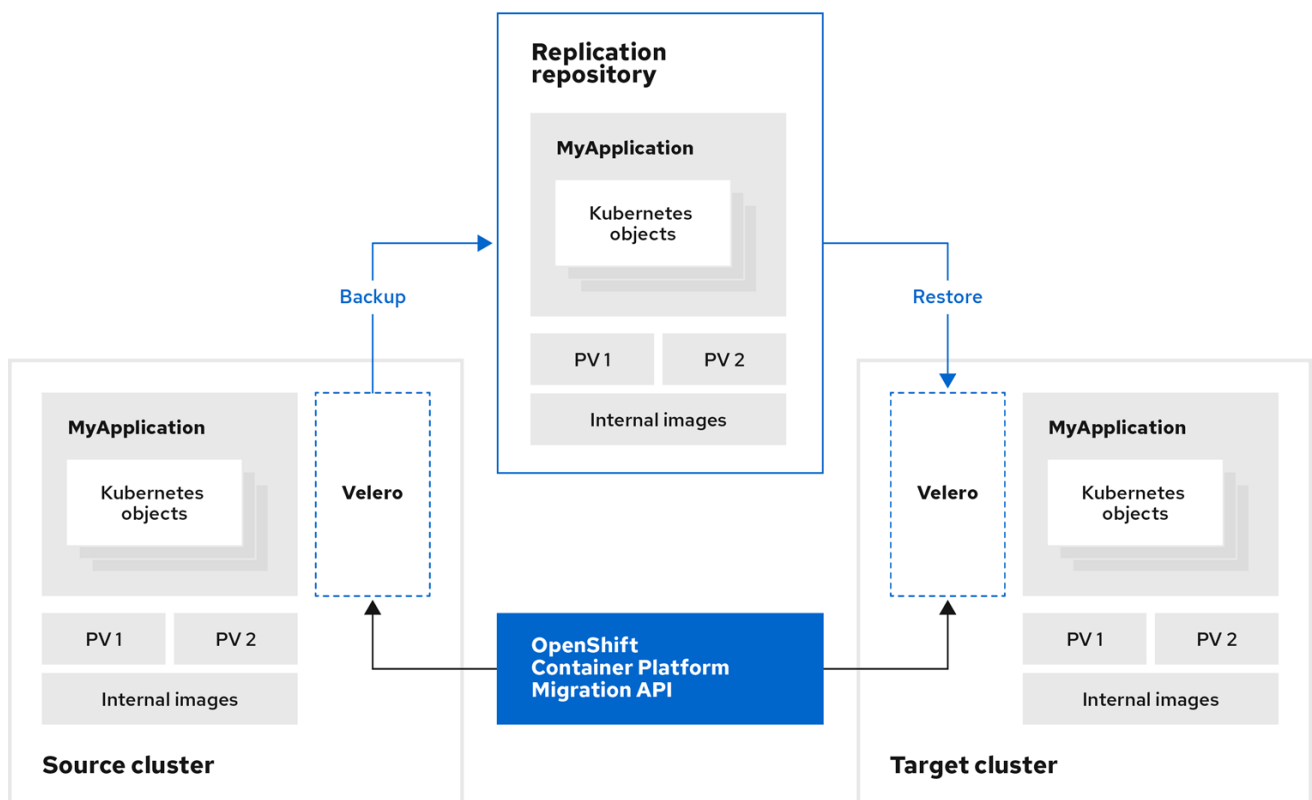 Replication
repository
MyApplication
Kubernetes
objects
PV 1
PV 2
Internal images
Backup
Restore
MyApplication
Kubernetes
objects
Velero
PV 1
PV 2
Internal images
Source cluster
OpenShift
Container Platform
Migration API
Velero
MyApplication
Kubernetes
objects
PV 1
PV 2
Internal images
Target cluster